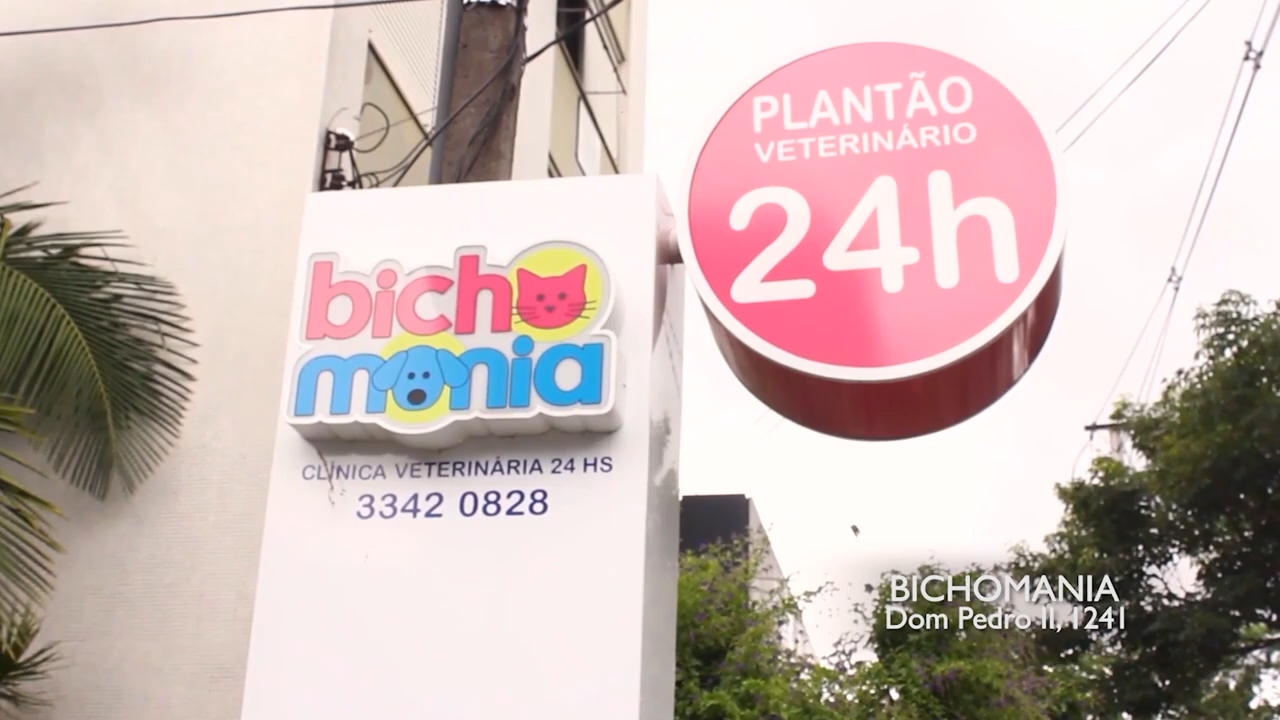 bicho
mania
CLÍNICA VETERINÁRIA 24 HS
3342 0828
PLANTÃO
VETERINÁRIO
24h
BICHOMANIA
Dom Pedro II, 1241